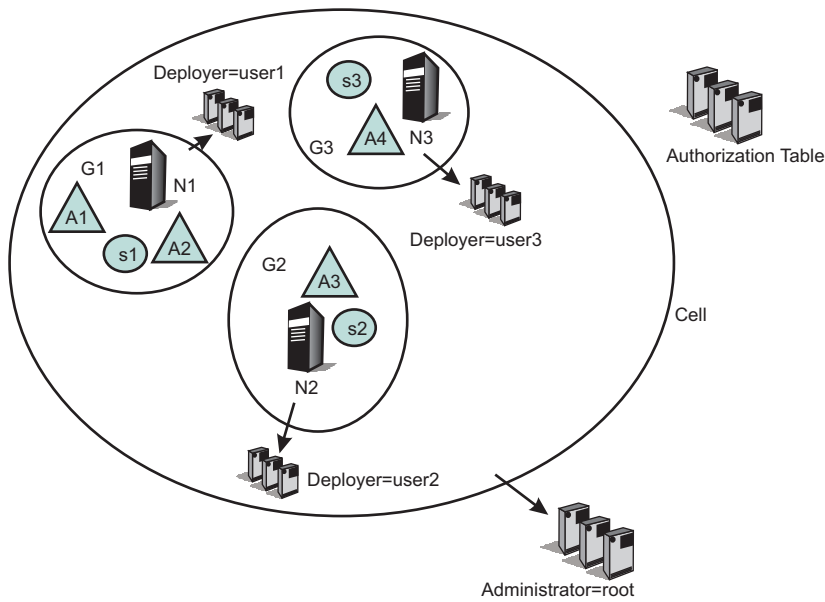 Deployer=user1
s3
G3
A4
N3
Authorization Table
G1
N1
A1
s1
A2
Deployer=user3
G2
A3
s2
N2
Cell
Deployer=user2
Administrator=root